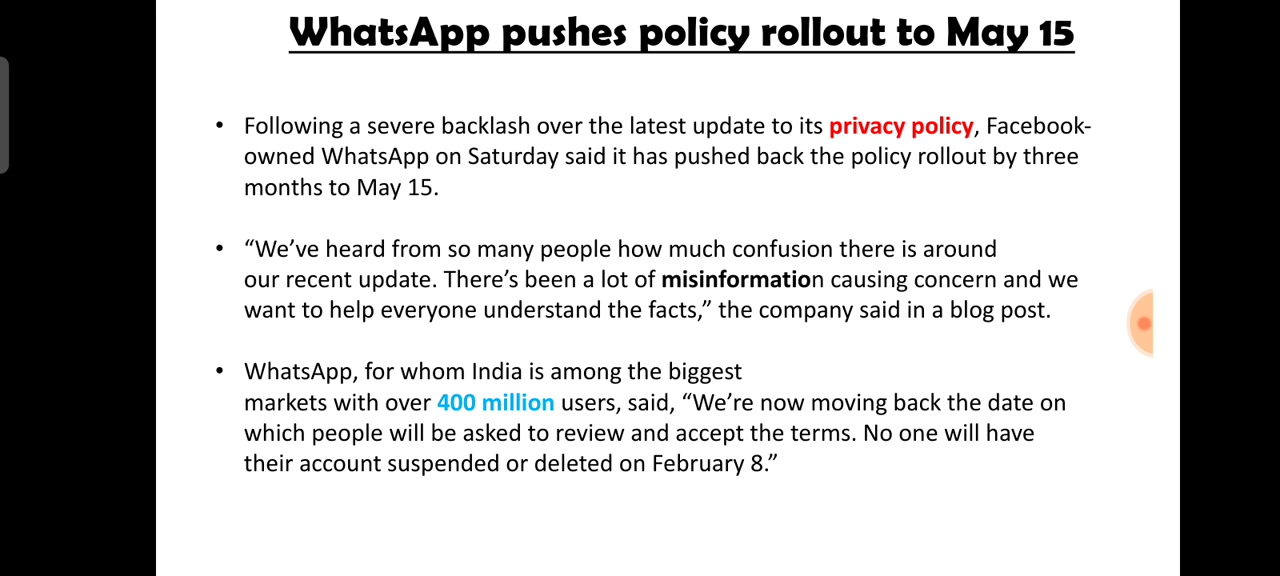 WhatsApp pushes policy rollout to May 15
• Following a severe backlash over the latest update to its privacy policy, Facebook-
owned WhatsApp on Saturday said it has pushed back the policy rollout by three
months to May 15.
• “We’ve heard from so many people how much confusion there is around
our recent update. There’s been a lot of misinformation causing concern and we
want to help everyone understand the facts,” the company said in a blog post.
• WhatsApp, for whom India is among the biggest
markets with over 400 million users, said, “We’re now moving back the date on
which people will be asked to review and accept the terms. No one will have
their account suspended or deleted on February 8.”